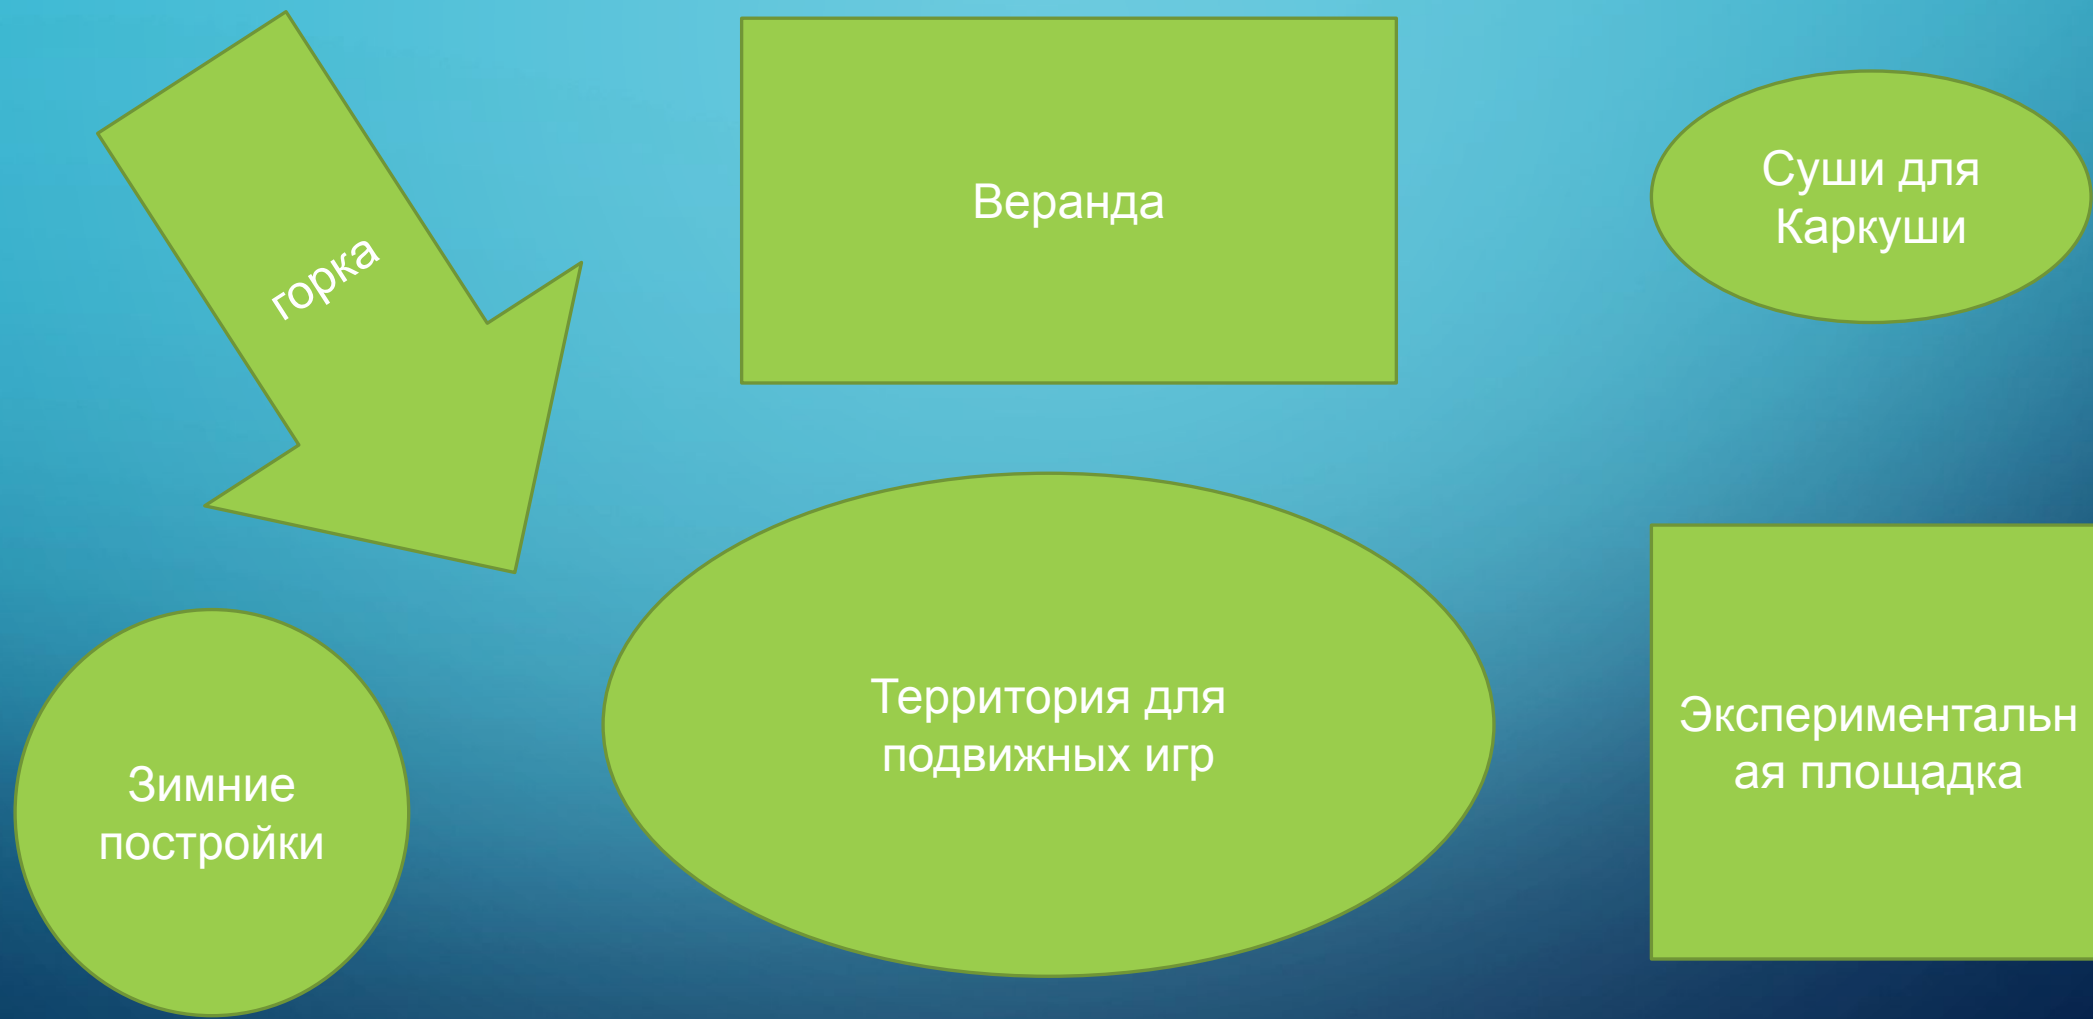 горка
Веранда
Суши для
Каркуши
Зимние
постройки
Территория для
подвижных игр
Экспериментальн
ая площадка